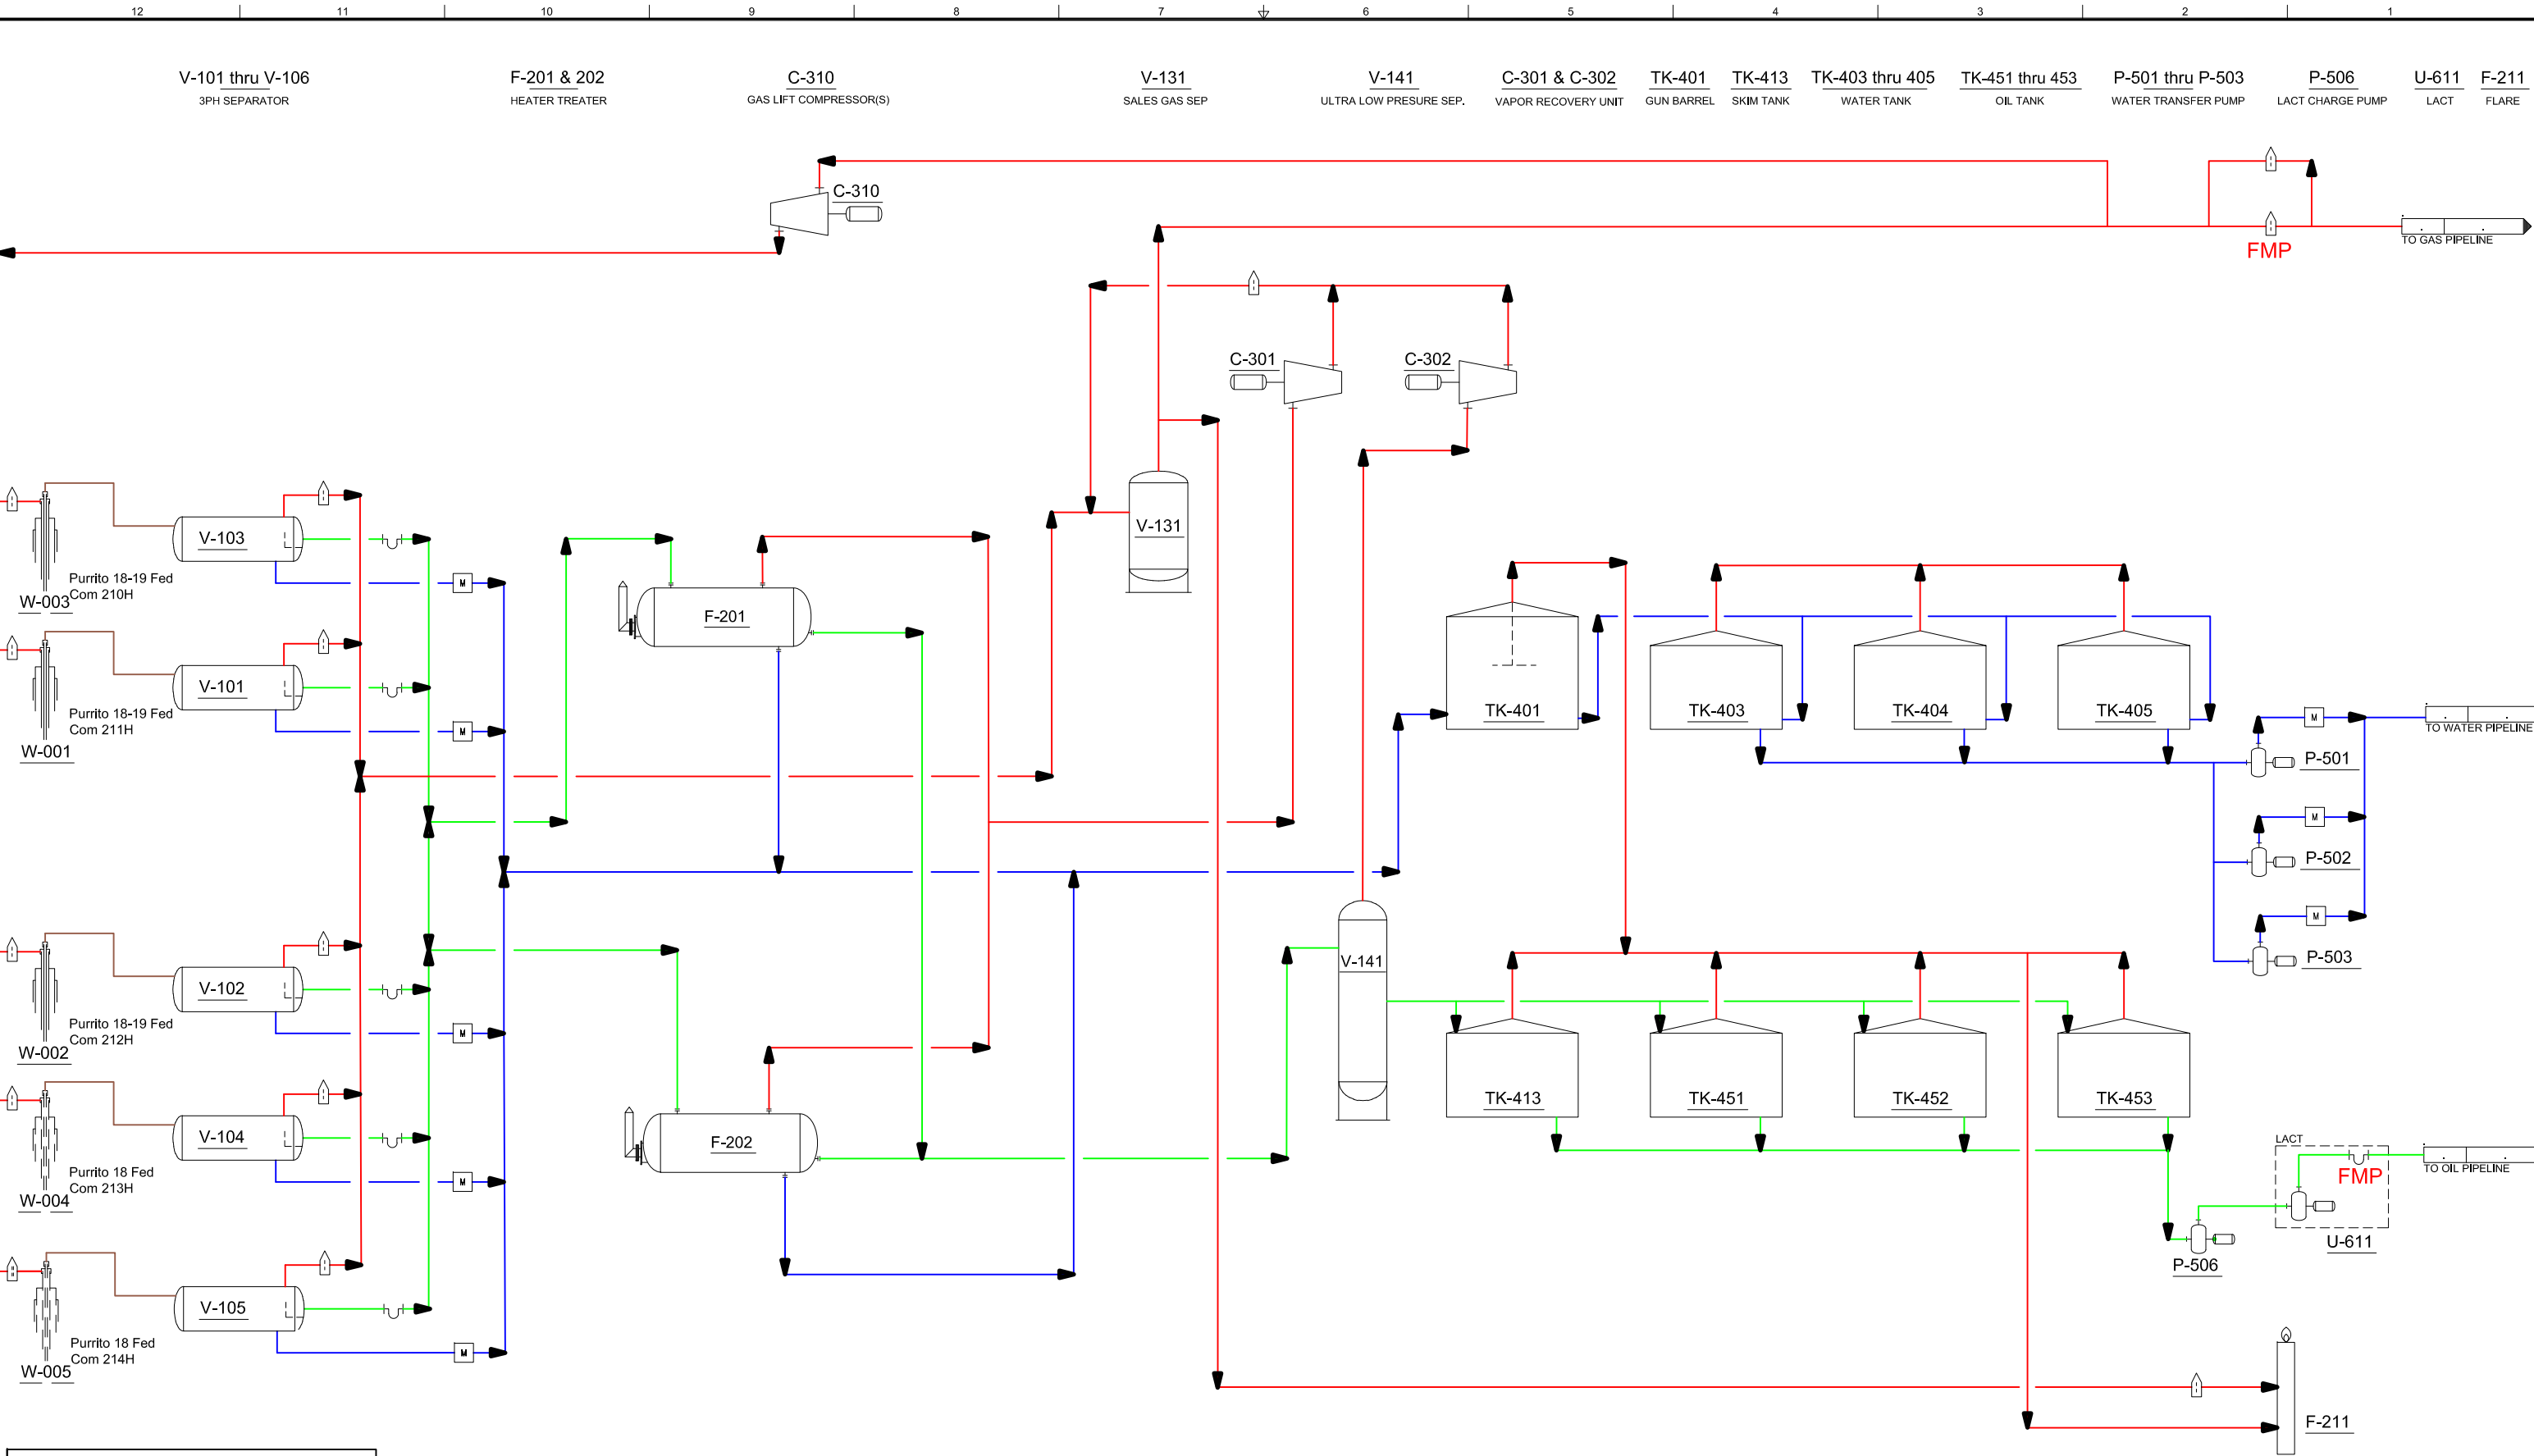 12 11 10 9 8 7 6 5 4 3 2 1
V-101 thru V-106 F-201 & 202 C-310 V-131 V-141 C-301 & C-302 TK-401 TK-413 TK-403 thru 405 TK-451 thru 453 P-501 thru P-503 P-506 U-611 F-211
3PH SEPARATOR HEATER TREATER GAS LIFT COMPRESSOR(S) SALES GAS SEP ULTRA LOW PRESURE SEP. VAPOR RECOVERY UNIT GUN BARREL SKIM TANK WATER TANK OIL TANK WATER TRANSFER PUMP LACT CHARGE PUMP LACT FLARE
C-310
TO GAS PIPELINE
FMP
C-301 C-302
V-131
V-103
Purrito 18-19 Fed
Com 210H
W-003
F-201
V-101
Purrito 18-19 Fed
Com 211H
W-001
M
M
TK-401 TK-403 TK-404 TK-405
M
TO WATER PIPELINE
P-501
M
P-502
M
P-503
V-141
V-102
Purrito 18-19 Fed
Com 212H
W-002
M
TK-413 TK-451 TK-452 TK-453
V-104
Purrito 18 Fed
Com 213H
W-004
M
F-202
LACT
FMP
TO OIL PIPELINE
U-611
P-506
V-105
Purrito 18 Fed
Com 214H
W-005
M
F-211